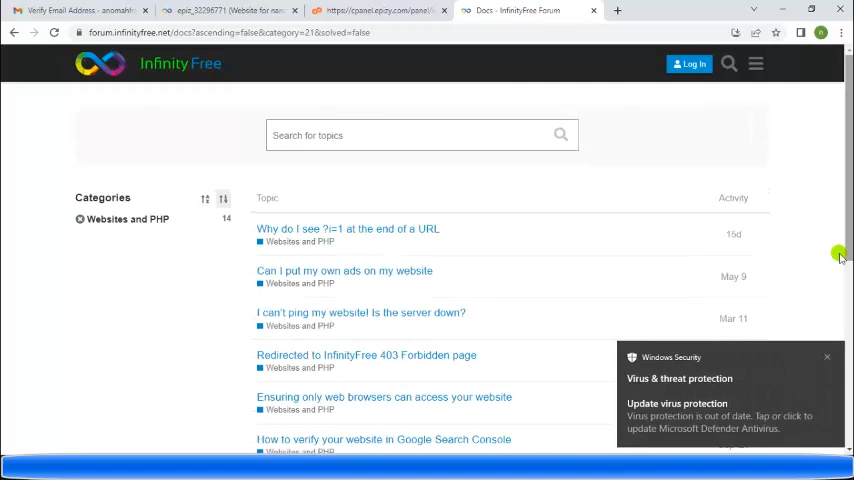 Verify Email Address - anomahf
epiz_32296771 (Website for nan
https://cpanel.epizy.com/panel/i
Docs - InfinityFree Forum
forum.infinityfree.net/docs?ascending=false&category=21&solved=false
n
Infinity Free
Log In
Search for topics
Categories
Topic
Activity
Websites and PHP 14
Why do I see ?i=1 at the end of a URL
Websites and PHP
15d
Can I put my own ads on my website
Websites and PHP
May 9
I can't ping my website! Is the server down?
Websites and PHP
Mar 11
Redirected to InfinityFree 403 Forbidden page
Websites and PHP
Ensuring only web browsers can access your website
Websites and PHP
How to verify your website in Google Search Console
Websites and PHP
Windows Security
Virus & threat protection
Update virus protection
Virus protection is out of date. Tap or click to
update Microsoft Defender Antivirus.